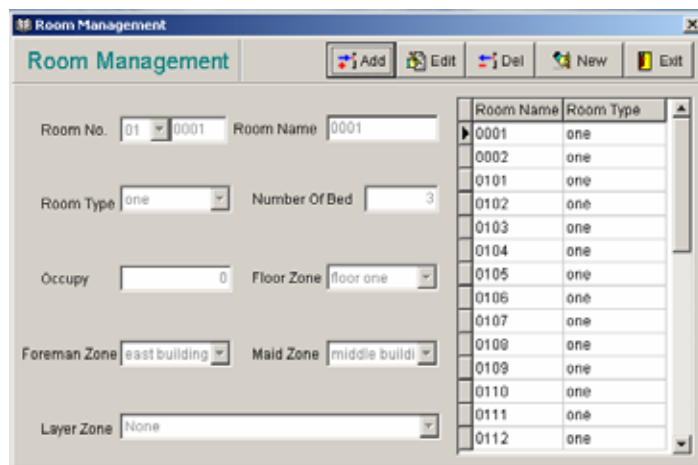 Room Management
Room Management Add Edit Del New Exit
Room No. 01 0001 Room Name 0001
Room Type one Number Of Bed 3
Occupy 0 Floor Zone floor one
Foreman Zone east building Maid Zone middle buildi
Layer Zone None
Room Name Room Type
0001 one
0002 one
0101 one
0102 one
0103 one
0104 one
0105 one
0106 one
0107 one
0108 one
0109 one
0110 one
0111 one
0112 one